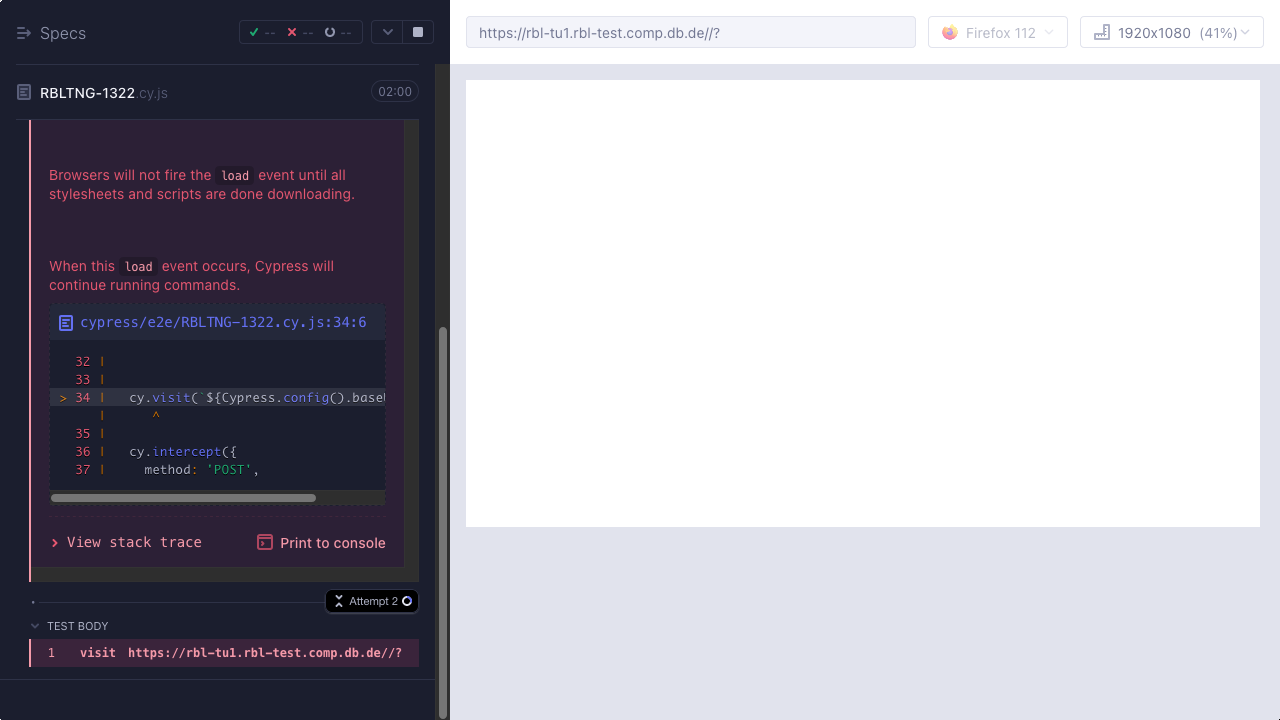 Specs
-- -- --
https://rbl-tu1.rbl-test.comp.db.de//?
Firefox 112
1920x1080 (41%)
RBLTNG-1322.cy.js
02:00
Browsers will not fire the load event until all
stylesheets and scripts are done downloading.
When this load event occurs, Cypress will
continue running commands.
cypress/e2e/RBLTNG-1322.cy.js:34:6
32 |
33 |
> 34 | cy.visit(`${Cypress.config().baseU
| ^
35 |
36 | cy.intercept({
37 | method: 'POST',
> View stack trace
Print to console
Attempt 2
TEST BODY
1 visit https://rbl-tu1.rbl-test.comp.db.de//?